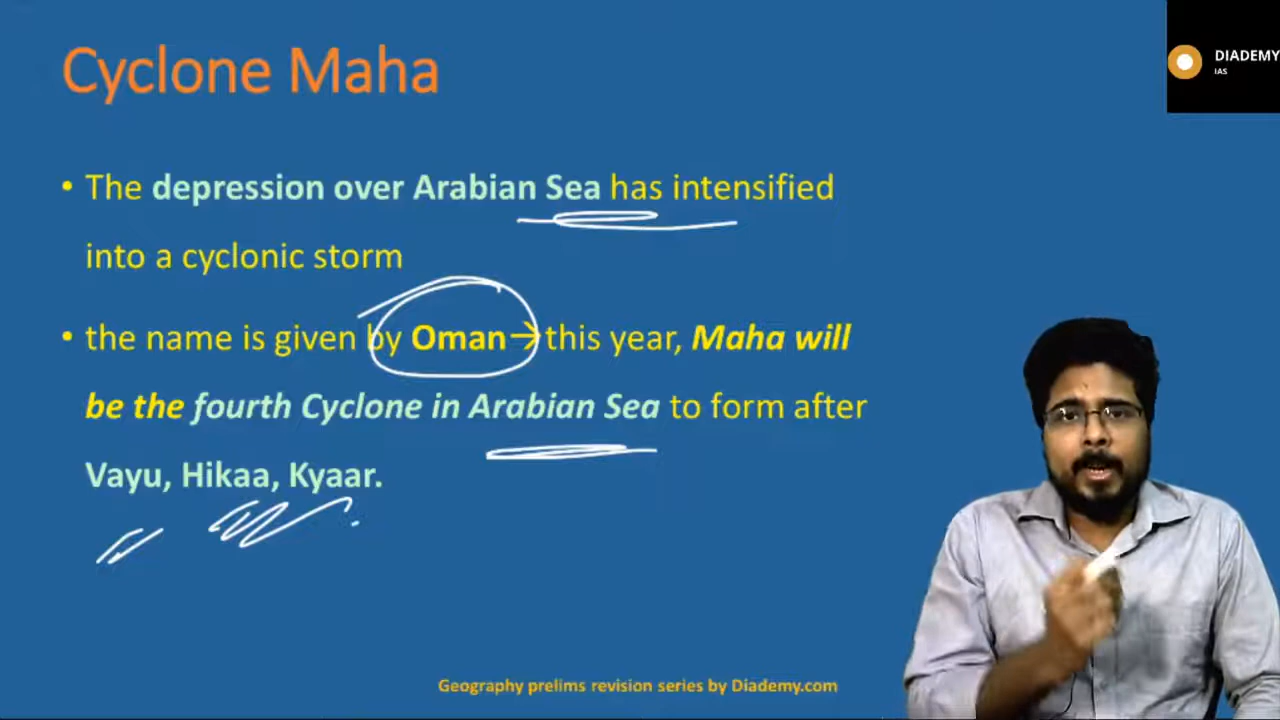 Cyclone Maha
DIADEMY
IAS
• The depression over Arabian Sea has intensified
into a cyclonic storm
• the name is given by Oman→this year, Maha will
be the fourth Cyclone in Arabian Sea to form after
Vayu, Hikaa, Kyaar.
Geography prelims revision series by Diademy.com